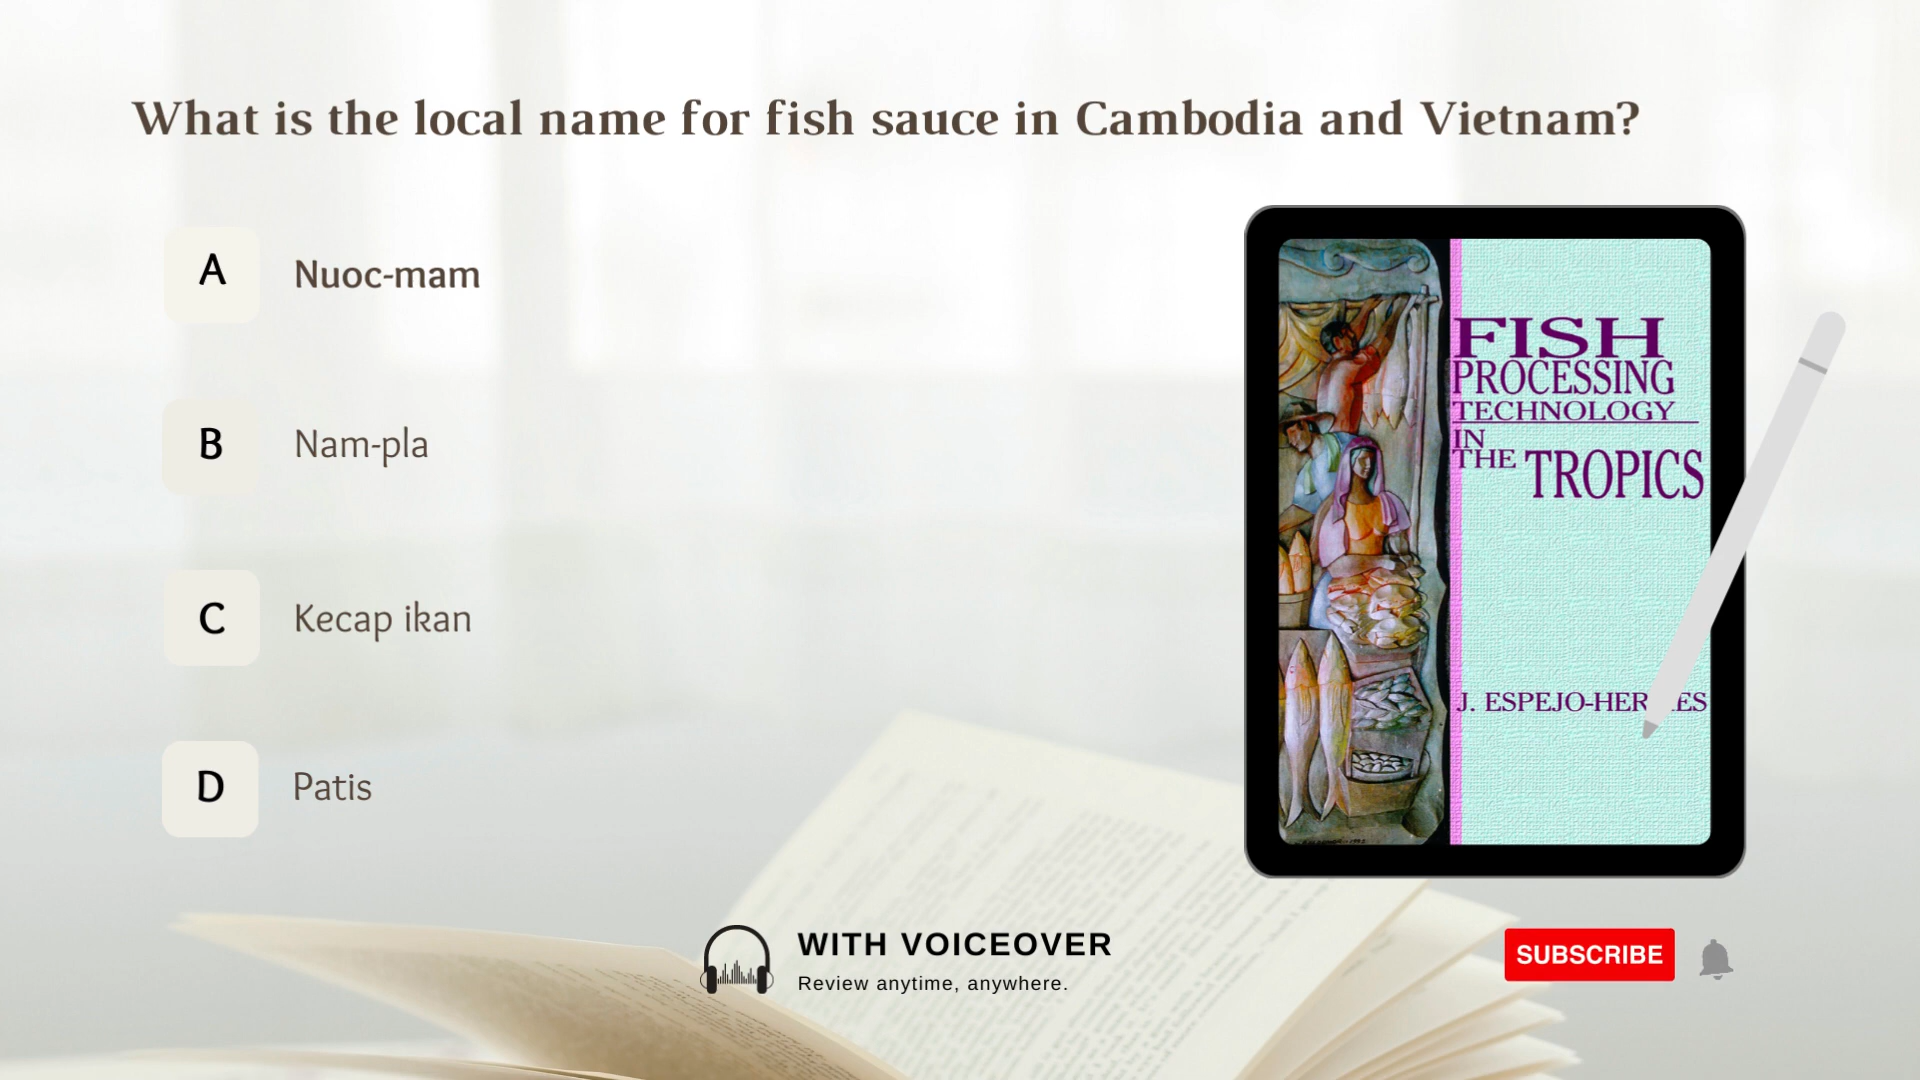 What is the local name for fish sauce in Cambodia and Vietnam?
A
Nuoc-mam
B
Nam-pla
C
Kecap ikan
D
Patis
FISH
PROCESSING
TECHNOLOGY
IN
THE TROPICS
J.
WITH VOICEOVER
Review anytime, anywhere.
SUBSCRIBE